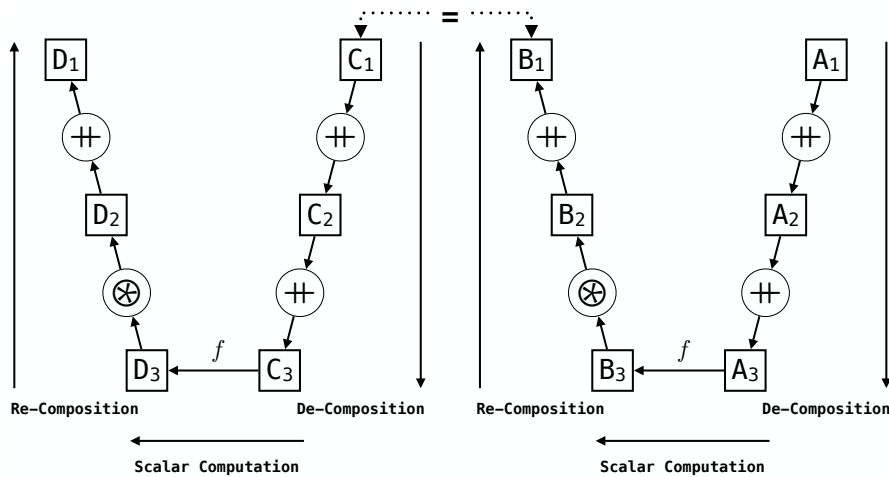 =
D₁ C₁ B₁ A₁
⧺ ⧺ ⧺ ⧺
D₂ C₂ B₂ A₂
⊛ ⧺ ⊛ ⧺
f f
D₃ C₃ B₃ A₃
Re-Composition De-Composition Re-Composition De-Composition
Scalar Computation Scalar Computation